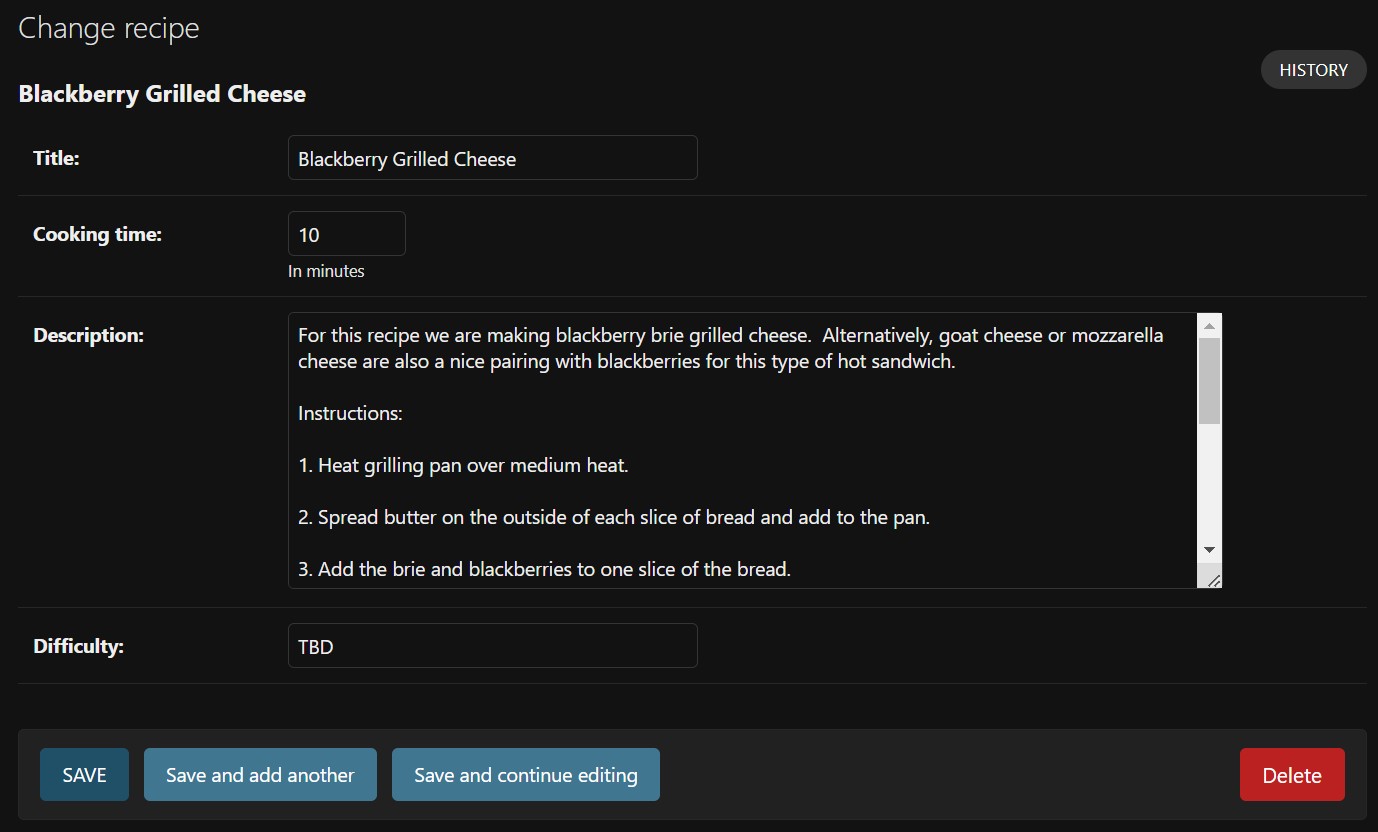 Change recipe
HISTORY
Blackberry Grilled Cheese
Title:
Blackberry Grilled Cheese
Cooking time:
10
In minutes
Description:
For this recipe we are making blackberry brie grilled cheese.  Alternatively, goat cheese or mozzarella
cheese are also a nice pairing with blackberries for this type of hot sandwich.
Instructions:
1. Heat grilling pan over medium heat.
2. Spread butter on the outside of each slice of bread and add to the pan.
3. Add the brie and blackberries to one slice of the bread.
Difficulty:
TBD
SAVE
Save and add another
Save and continue editing
Delete